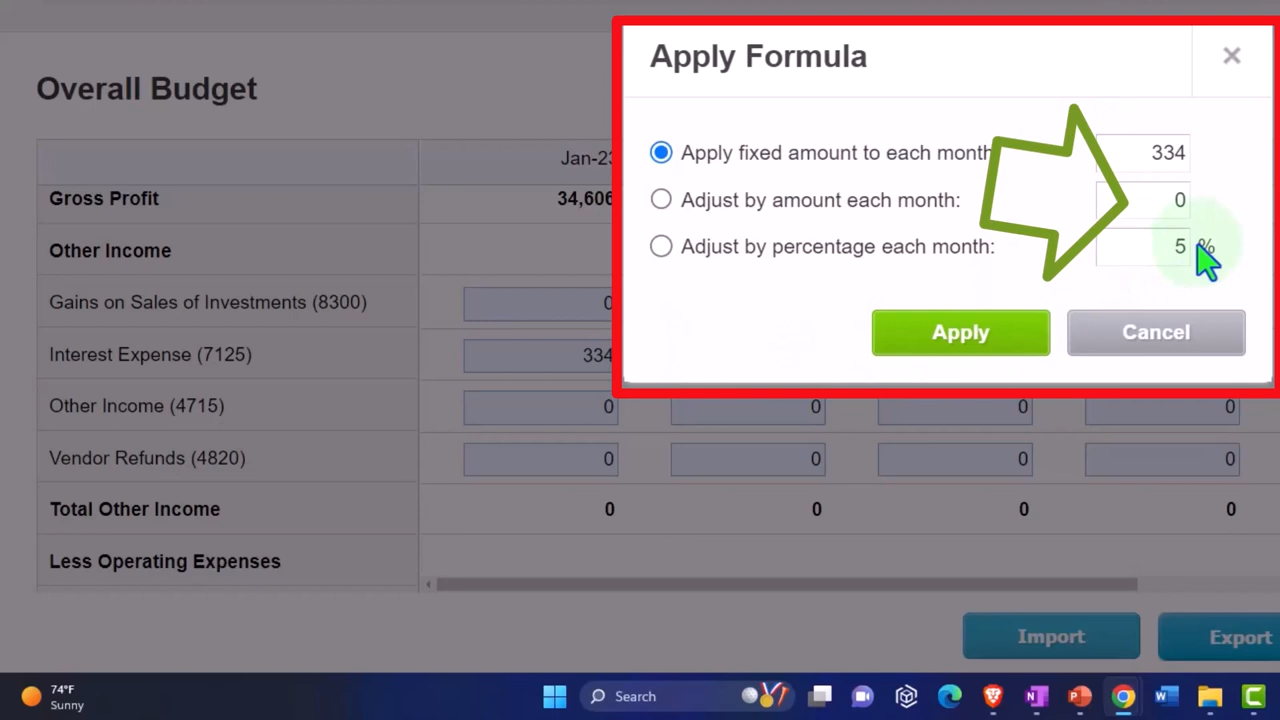 Apply Formula
×
Overall Budget
Apply fixed amount to each month 334
Jan-23
Gross Profit 34,606
Adjust by amount each month: 0
Other Income
Adjust by percentage each month: 5 %
Gains on Sales of Investments (8300) 0
Apply Cancel
Interest Expense (7125) 334
Other Income (4715) 0 0 0 0
Vendor Refunds (4820) 0 0 0 0
Total Other Income 0 0 0 0
Less Operating Expenses
Import Export
74°F
Sunny
Search